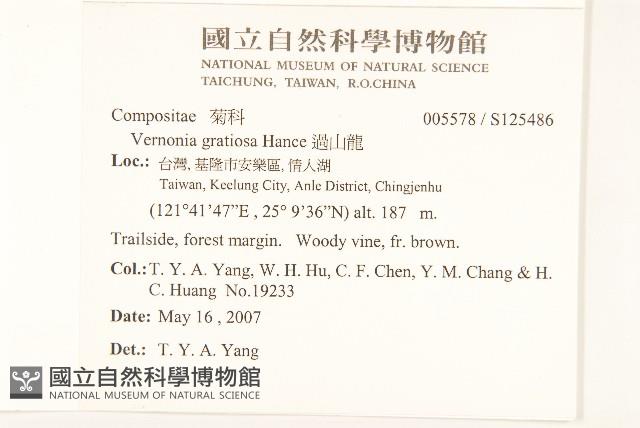 國立自然科學博物館
NATIONAL MUSEUM OF NATURAL SCIENCE
TAICHUNG, TAIWAN, R.O.CHINA
Compositae 菊科 005578 / S125486
Vernonia gratiosa Hance 過山龍
Loc.: 台灣, 基隆市安樂區, 情人湖
Taiwan, Keelung City, Anle District, Chingjenhu
(121°41'47”E , 25° 9'36”N) alt. 187 m.
Trailside, forest margin. Woody vine, fr. brown.
Col.: T. Y. A. Yang, W. H. Hu, C. F. Chen, Y. M. Chang & H.
C. Huang No.19233
Date: May 16 , 2007
Det.: T. Y. A. Yang
國立自然科學博物館
NATIONAL MUSEUM OF NATURAL SCIENCE